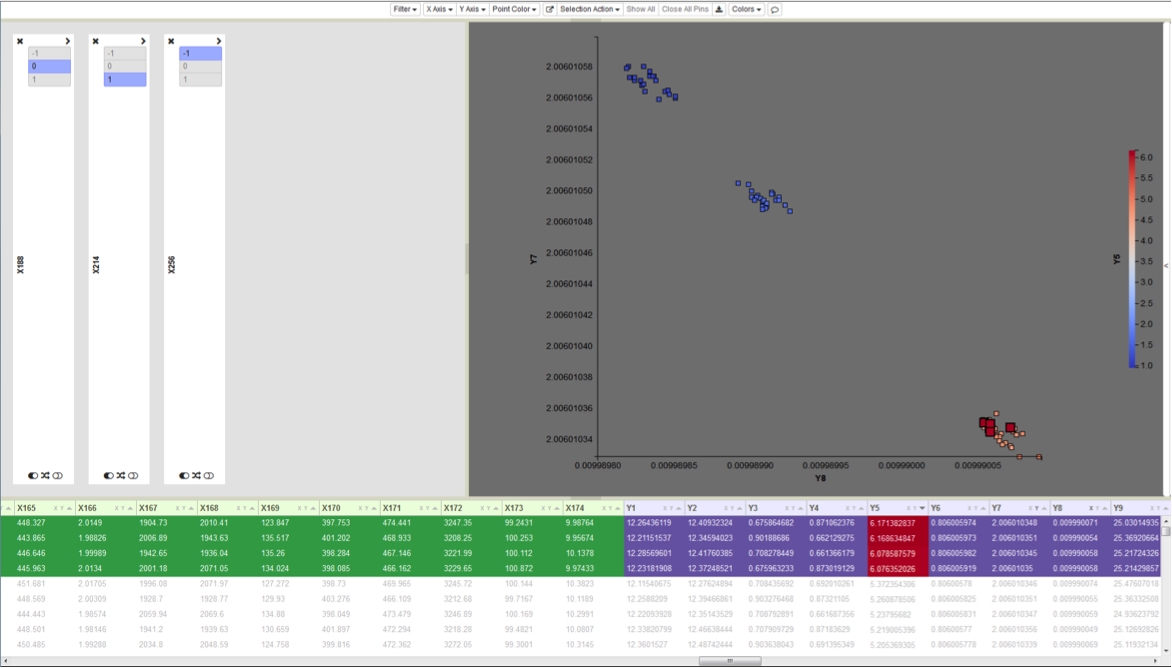 Filter X Axis Y Axis Point Color Selection Action Show All Close All Pins Colors
-1 -1 -1
0 0 0
1 1 1
X188 X214 X256
2.00601058
2.00601056
2.00601054
2.00601052
2.00601050
2.00601048
2.00601046
2.00601044
2.00601042
2.00601040
2.00601038
2.00601036
2.00601034
Y7
0.00998960 0.00998965 0.00998990 0.00998995 0.00999000 0.00999005
Y8
6.0
5.5
5.0
4.5
4.0
3.5
3.0
2.5
2.0
1.5
1.0
Y5
X165 X166 X167 X168 X169 X170 X171 X172 X173 X174 Y1 Y2 Y3 Y4 Y5 Y6 Y7 Y8 Y9
448.327 2.0149 1904.73 2010.41 123.847 397.753 474.441 3247.35 99.2431 9.98764 12.26436119 12.40932324 0.675864682 0.871062376 6.171382837 0.806005974 2.006010348 0.009990071 25.03014935
443.865 1.98826 2006.89 1943.63 135.517 401.202 468.933 3208.25 100.253 9.95674 12.21151537 12.34594023 0.90188686 0.662129275 6.168634847 0.806005973 2.006010351 0.009990054 25.36920664
446.646 1.99989 1942.65 1936.04 135.26 398.284 467.146 3221.99 100.112 10.1378 12.28569601 12.41760385 0.708278449 0.661366179 6.078587579 0.806005982 2.006010345 0.009990058 25.21724326
445.963 2.0134 2001.18 2071.05 134.024 398.085 466.162 3229.65 100.872 9.97433 12.23181908 12.37248521 0.675963233 0.873019129 6.076352026 0.806005919 2.00601035 0.009990058 25.21429857
451.681 2.01705 1996.08 2071.97 127.272 398.73 469.965 3245.72 100.144 10.3823 12.11540675 12.27624894 0.708435692 0.692010261 5.372354306 0.80600578 2.006010346 0.009990074 25.47607018
448.569 2.00309 1928.7 1928.77 129.93 403.276 466.109 3212.68 99.7167 10.1189 12.2588209 12.39466861 0.903276468 0.87321105 5.260878506 0.806005825 2.006010351 0.009990055 25.36332508
444.443 1.98574 2059.94 2069.6 134.88 398.049 473.479 3246.89 100.169 10.2991 12.22093928 12.35143529 0.708792891 0.661687356 5.23795682 0.806005831 2.006010347 0.009990059 24.93623792
448.501 1.98146 1941.2 1939.63 130.659 401.897 472.294 3218.28 99.4821 10.0807 12.33820799 12.46638444 0.707909729 0.87183629 5.219005396 0.80600577 2.006010356 0.009990069 25.12692826
450.485 1.99288 2034.8 2048.59 124.758 399.816 472.362 3272.05 99.3001 10.3145 12.3601527 12.48742444 0.903638043 0.691395349 5.205369305 0.806005778 2.006010339 0.009990069 25.11932134